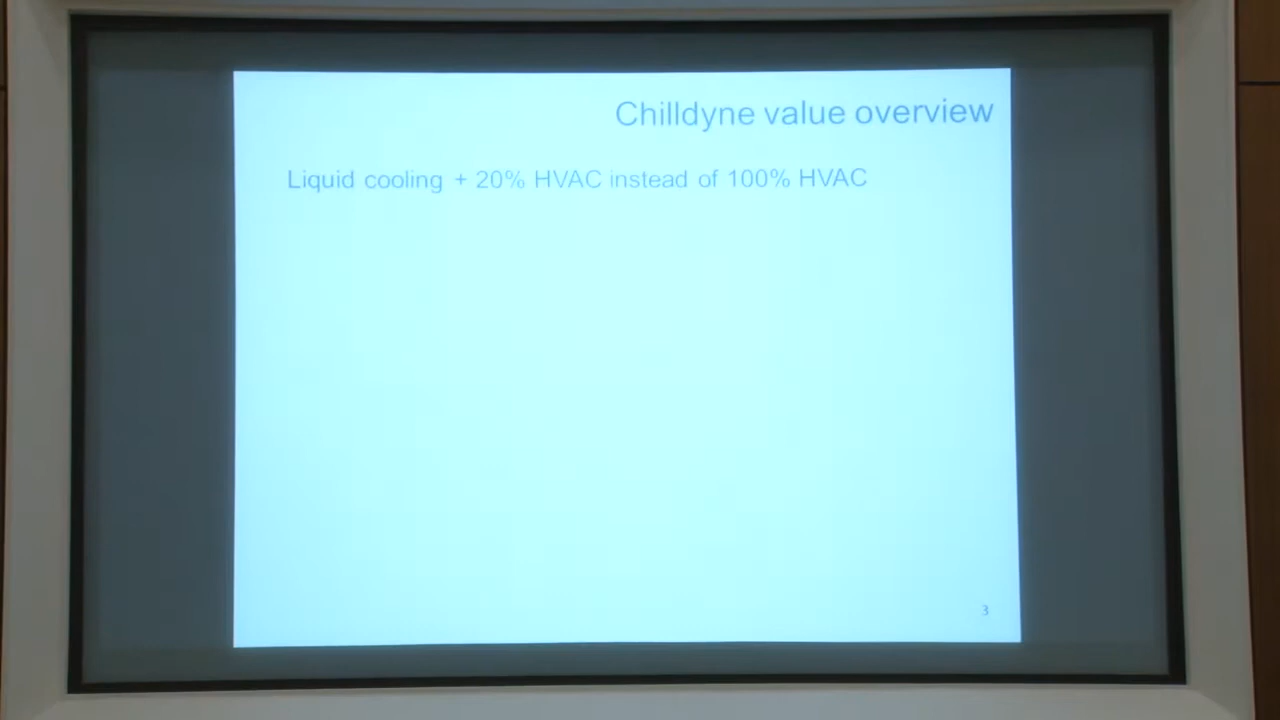 Chilldyne value overview
Liquid cooling + 20% HVAC instead of 100% HVAC
3